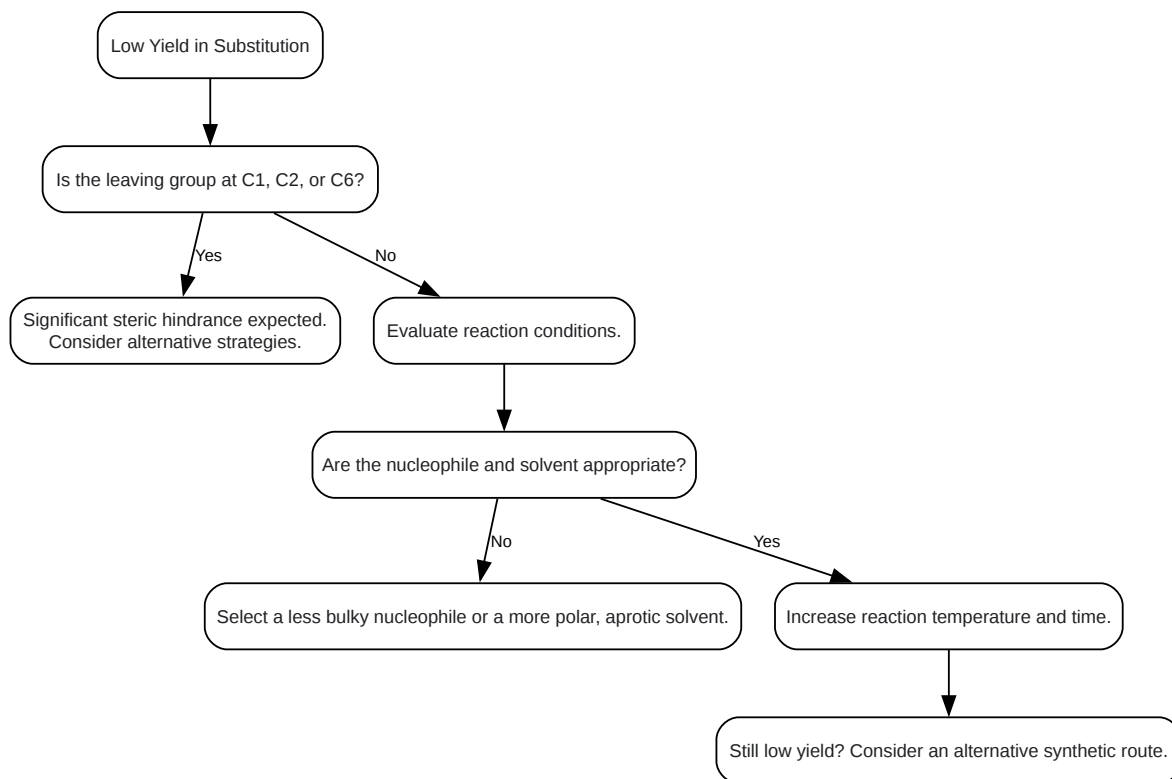 Low Yield in Substitution
Is the leaving group at C1, C2, or C6?
Yes
No
Significant steric hindrance expected.
Consider alternative strategies.
Evaluate reaction conditions.
Are the nucleophile and solvent appropriate?
No
Yes
Select a less bulky nucleophile or a more polar, aprotic solvent.
Increase reaction temperature and time.
Still low yield? Consider an alternative synthetic route.